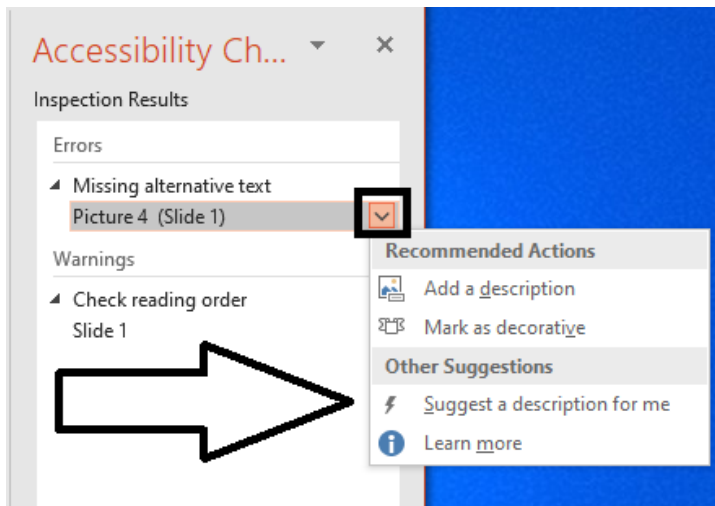 Accessibility Ch...
Inspection Results
Errors
Missing alternative text
Picture 4 (Slide 1)
Warnings
Check reading order
Slide 1
Recommended Actions
Add a description
Mark as decorative
Other Suggestions
Suggest a description for me
Learn more